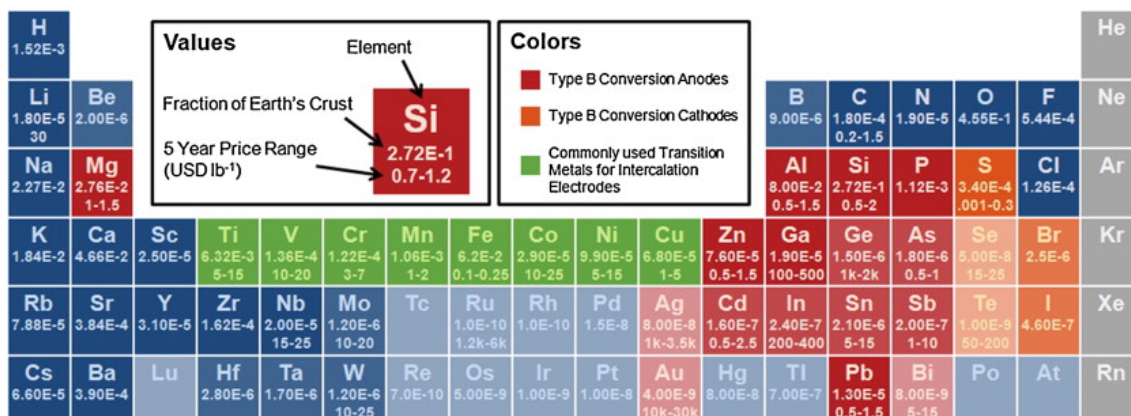 H
1.52E-3
He
Values
Element
Fraction of Earth's Crust
5 Year Price Range
(USD lb-1)
Si
2.72E-1
0.7-1.2
Colors
Type B Conversion Anodes
Type B Conversion Cathodes
Commonly used Transition
Metals for Intercalation
Electrodes
Li Be B C N O F Ne
1.80E-5 2.00E-6 9.00E-6 1.80E-4 1.90E-5 4.55E-1 5.44E-4
30 0.2-1.5
Na Mg Al Si P S Cl Ar
2.27E-2 2.76E-2 8.00E-2 2.72E-1 1.12E-3 3.40E-4 1.26E-4
1-1.5 0.5-1.5 0.5-2 .001-0.3
K Ca Sc Ti V Cr Mn Fe Co Ni Cu Zn Ga Ge As Se Br Kr
1.84E-2 4.66E-2 2.50E-5 6.32E-3 1.36E-4 1.22E-4 1.06E-3 6.2E-2 2.90E-5 9.90E-5 6.80E-5 7.60E-5 1.90E-5 1.50E-6 1.80E-6 5.00E-8 2.5E-6
5-15 10-20 3-7 1-2 0.1-0.25 10-25 5-15 1-5 0.5-1.5 100-500 1k-2k 0.5-1 15-25
Rb Sr Y Zr Nb Mo Tc Ru Rh Pd Ag Cd In Sn Sb Te I Xe
7.88E-5 3.84E-4 3.10E-5 1.62E-4 2.00E-5 1.20E-6 1.0E-10 1.0E-10 1.5E-8 8.00E-8 1.60E-7 2.40E-7 2.10E-6 2.00E-7 1.00E-9 4.60E-7
15-25 10-20 1.2k-6k 1k-3.5k 0.5-2.5 200-400 5-15 1-10 50-200
Cs Ba Lu Hf Ta W Re Os Ir Pt Au Hg Tl Pb Bi Po At Rn
6.60E-5 3.90E-4 2.80E-6 1.70E-6 1.20E-6 7.0E-10 5.00E-9 1.00E-9 1.00E-8 4.00E-9 8.00E-8 7.00E-7 1.30E-5 8.00E-9
10-25 10k-30k 0.5-1.5 5-15